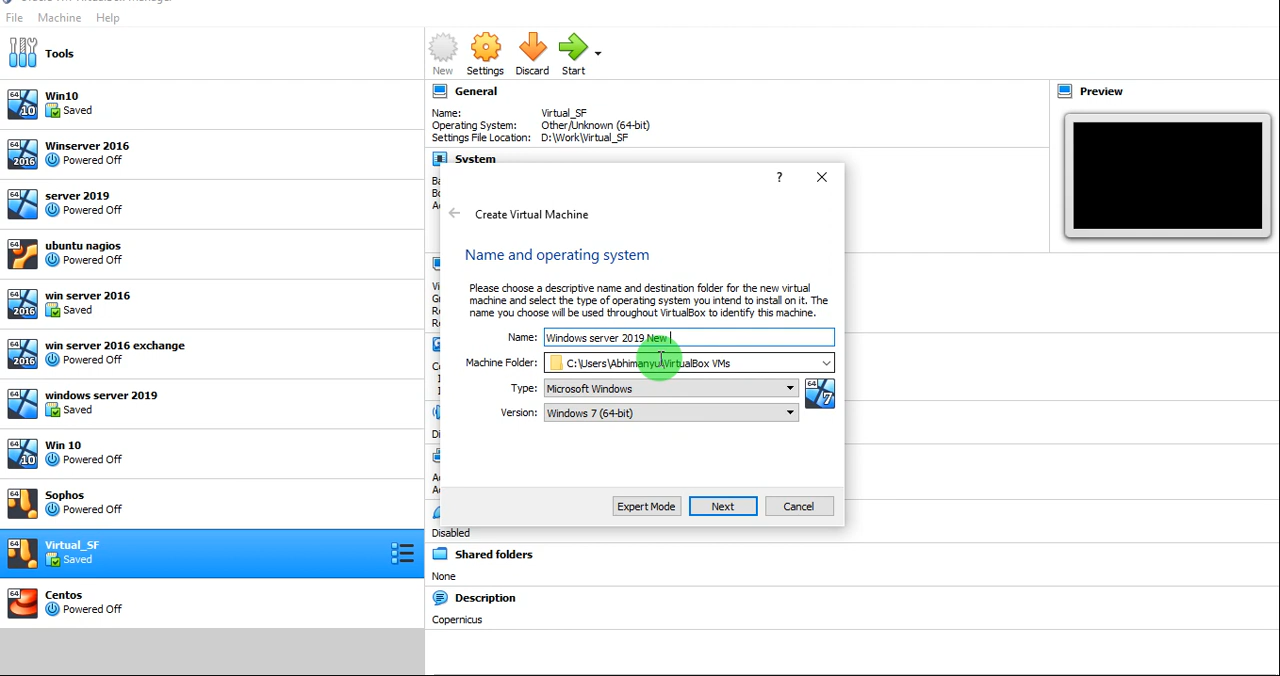 File Machine Help
Tools
Win10
Saved
Winserver 2016
Powered Off
server 2019
Powered Off
ubuntu nagios
Powered Off
win server 2016
Saved
win server 2016 exchange
Powered Off
windows server 2019
Saved
Win 10
Powered Off
Sophos
Powered Off
Virtual_SF
Saved
Centos
Powered Off
New Settings Discard Start
General
Name: Virtual_SF
Operating System: Other/Unknown (64-bit)
Settings File Location: D:\Work\Virtual_SF
System
Preview
? 
Create Virtual Machine
Name and operating system
Please choose a descriptive name and destination folder for the new virtual
machine and select the type of operating system you intend to install on it. The
name you choose will be used throughout VirtualBox to identify this machine.
Name: Windows server 2019 New
Machine Folder: C:\Users\Abhimanyu\VirtualBox VMs
Type: Microsoft Windows
Version: Windows 7 (64-bit)
Expert Mode Next Cancel
Disabled
Shared folders
None
Description
Copernicus